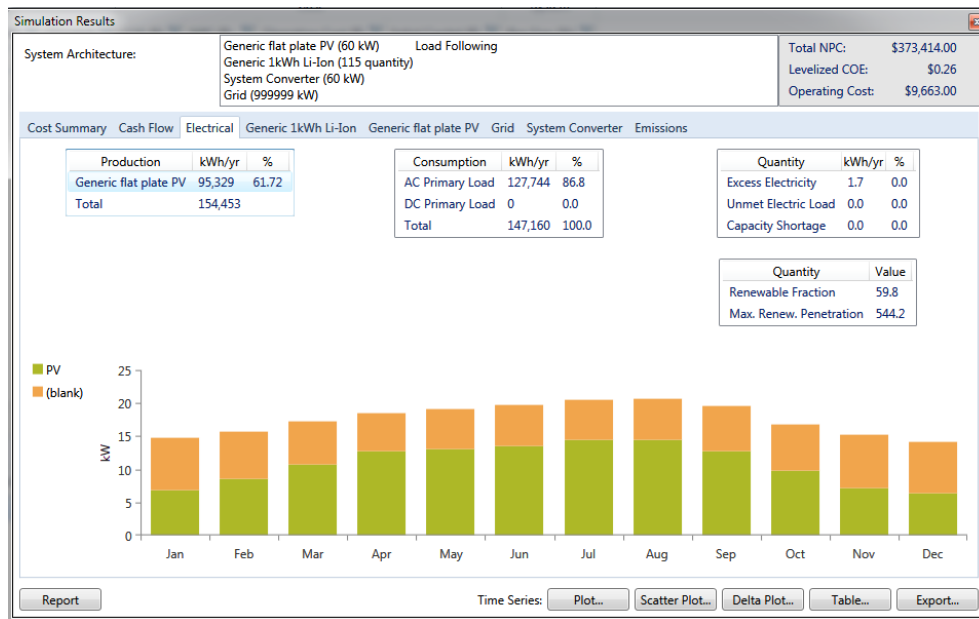 Simulation Results
System Architecture:
Generic flat plate PV (60 kW) Load Following
Generic 1kWh Li-Ion (115 quantity)
System Converter (60 kW)
Grid (999999 kW)
Total NPC: $373,414.00
Levelized COE: $0.26
Operating Cost: $9,663.00
Cost Summary Cash Flow Electrical Generic 1kWh Li-Ion Generic flat plate PV Grid System Converter Emissions
Production kWh/yr %
Generic flat plate PV 95,329 61.72
Total 154,453
Consumption kWh/yr %
AC Primary Load 127,744 86.8
DC Primary Load 0 0.0
Total 147,160 100.0
Quantity kWh/yr %
Excess Electricity 1.7 0.0
Unmet Electric Load 0.0 0.0
Capacity Shortage 0.0 0.0
Quantity Value
Renewable Fraction 59.8
Max. Renew. Penetration 544.2
PV
(blank)
kW
25
20
15
10
5
0
Jan Feb Mar Apr May Jun Jul Aug Sep Oct Nov Dec
Report Time Series: Plot... Scatter Plot... Delta Plot... Table... Export...